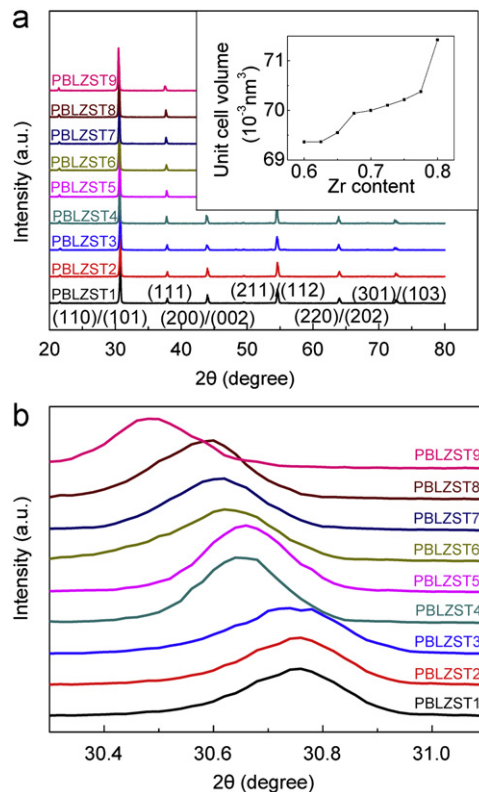 a
Intensity (a.u.)
PBLZST9
PBLZST8
PBLZST7
PBLZST6
PBLZST5
PBLZST4
PBLZST3
PBLZST2
PBLZST1
Unit cell volume
(10⁻³nm³)
71
70
69
0.6 0.7 0.8
Zr content
(111) (211)/(112) (301)/(103)
(110)/(101) (200)/(002) (220)/(202)
20 30 40 50 60 70 80
2θ (degree)
b
Intensity (a.u.)
PBLZST9
PBLZST8
PBLZST7
PBLZST6
PBLZST5
PBLZST4
PBLZST3
PBLZST2
PBLZST1
30.4 30.6 30.8 31.0
2θ (degree)